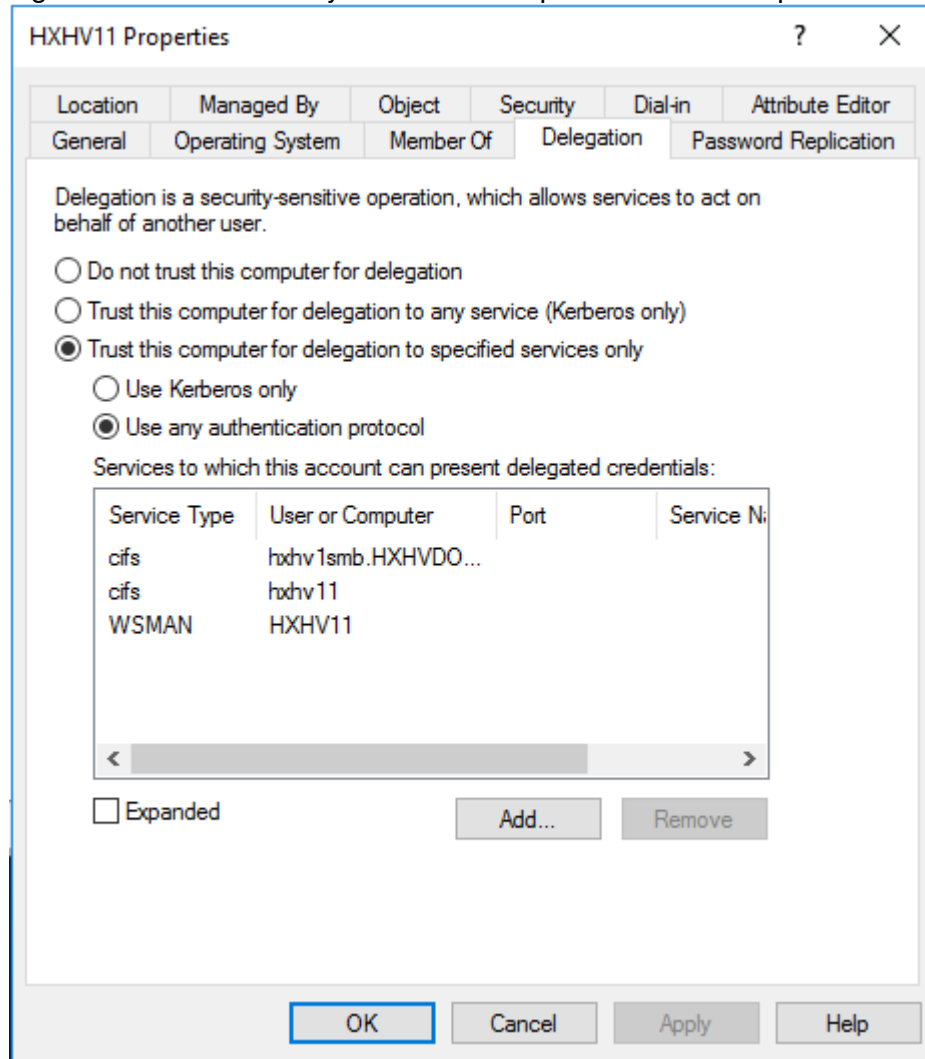 HXHV11 Properties
?
Location Managed By Object Security Dial-in Attribute Editor
General Operating System Member Of Delegation Password Replication
Delegation is a security-sensitive operation, which allows services to act on
behalf of another user.
Do not trust this computer for delegation
Trust this computer for delegation to any service (Kerberos only)
Trust this computer for delegation to specified services only
Use Kerberos only
Use any authentication protocol
Services to which this account can present delegated credentials:
Service Type User or Computer Port Service
cifs hxhv1smb.HXHVDO...
cifs hxhv11
WSMAN HXHV11
Expanded Add... Remove
OK Cancel Apply Help